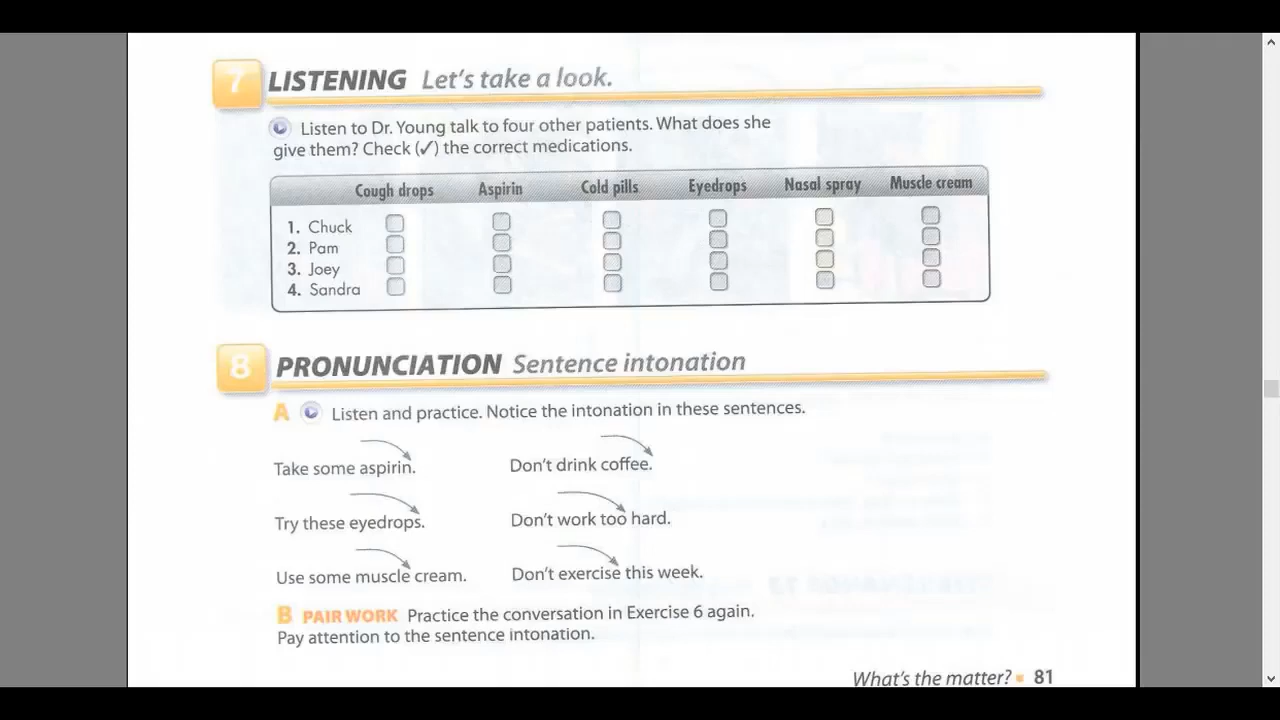 7 LISTENING Let's take a look.
Listen to Dr. Young talk to four other patients. What does she
give them? Check (✓) the correct medications.
Cough drops Aspirin Cold pills Eyedrops Nasal spray Muscle cream
1. Chuck
2. Pam
3. Joey
4. Sandra
8 PRONUNCIATION Sentence intonation
A Listen and practice. Notice the intonation in these sentences.
Take some aspirin. Don't drink coffee.
Try these eyedrops. Don't work too hard.
Use some muscle cream. Don't exercise this week.
B PAIR WORK Practice the conversation in Exercise 6 again.
Pay attention to the sentence intonation.
What's the matter? ▪ 81